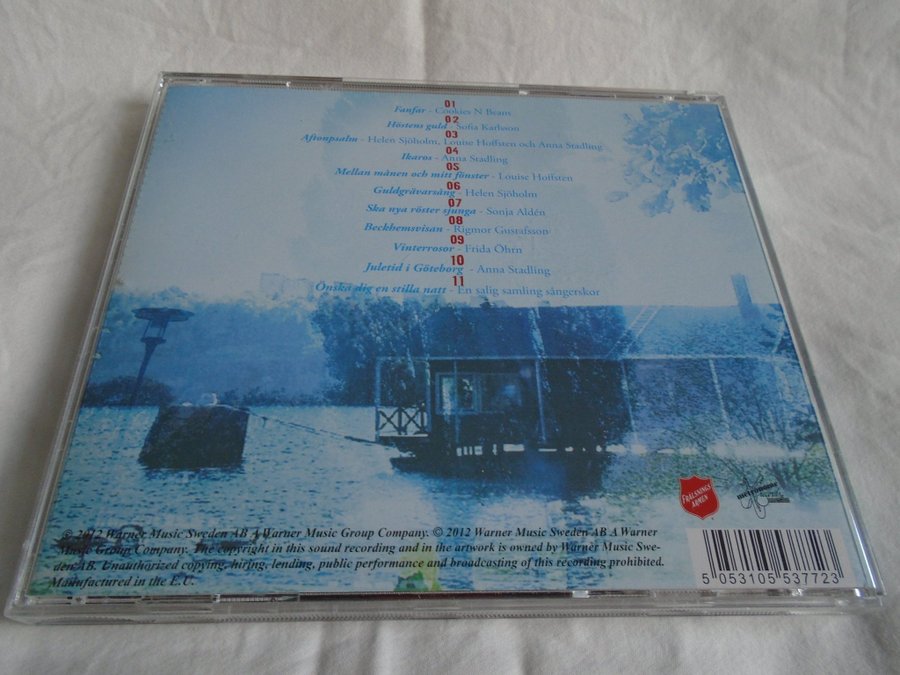 01
Fanfar - Cookies N Beans
02
Höstens guld - Sofia Karlsson
03
Aftonpsalm - Helen Sjöholm, Louise Hoffsten och Anna Stadling
04
Ikaros - Anna Stadling
05
Mellan månen och mitt fönster - Louise Hoffsten
06
Guldgrävarsång - Helen Sjöholm
07
Ska nya röster sjunga - Sonja Aldén
08
Beckhemsvisan - Rigmor Gustafsson
09
Vinterrosor - Frida Öhrn
10
Juletid i Göteborg - Anna Stadling
11
Önska dig en stilla natt - En salig samling sångerskor
FRÄLSNINGS
ARMÉN
℗ 2012 Warner Music Sweden AB A Warner Music Group Company. © 2012 Warner Music Sweden AB A Warner
Music Group Company. The copyright in this sound recording and in the artwork is owned by Warner Music Swe-
den AB. Unauthorized copying, hiring, lending, public performance and broadcasting of this recording prohibited.
Manufactured in the E.U.
5 053105 537723